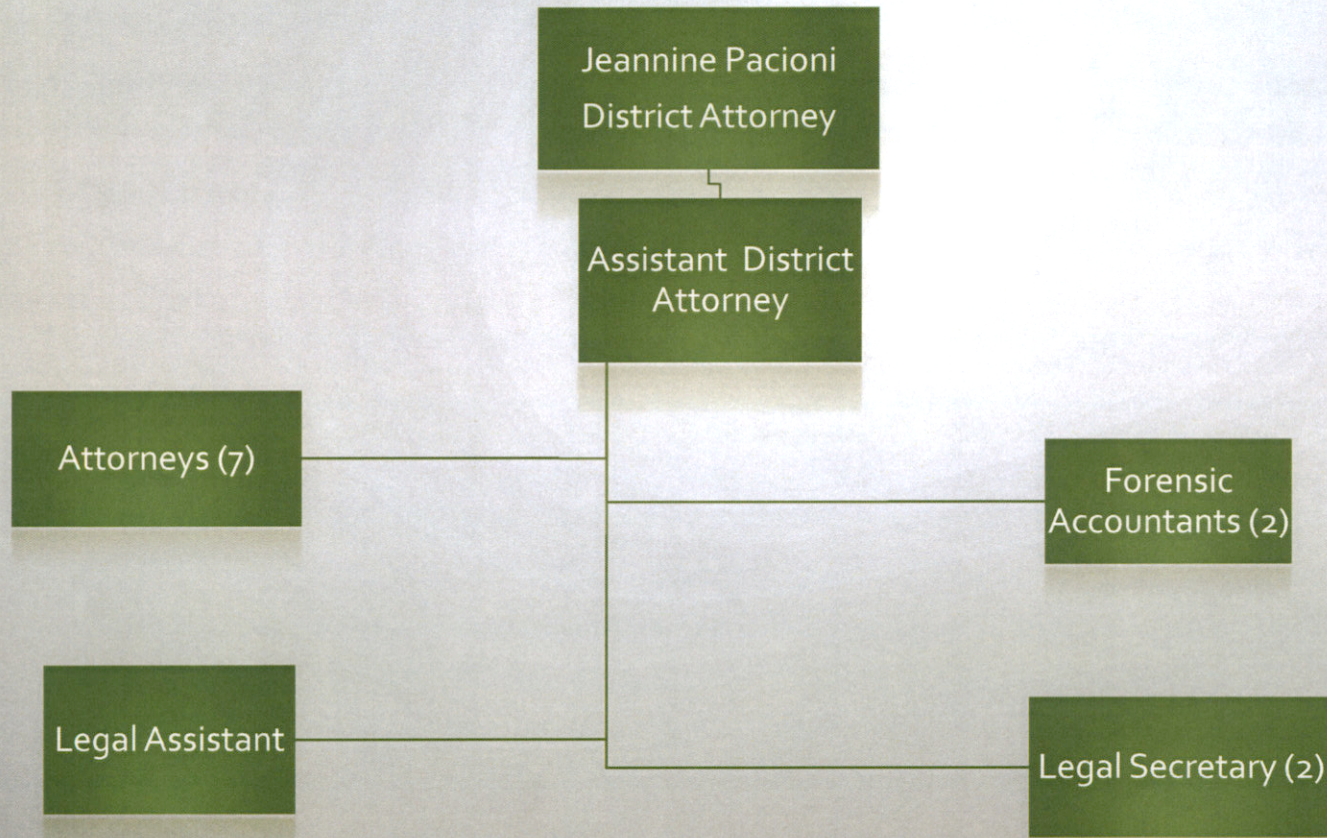 Jeannine Pacioni
District Attorney
Assistant District
Attorney
Attorneys (7)
Forensic
Accountants (2)
Legal Assistant
Legal Secretary (2)